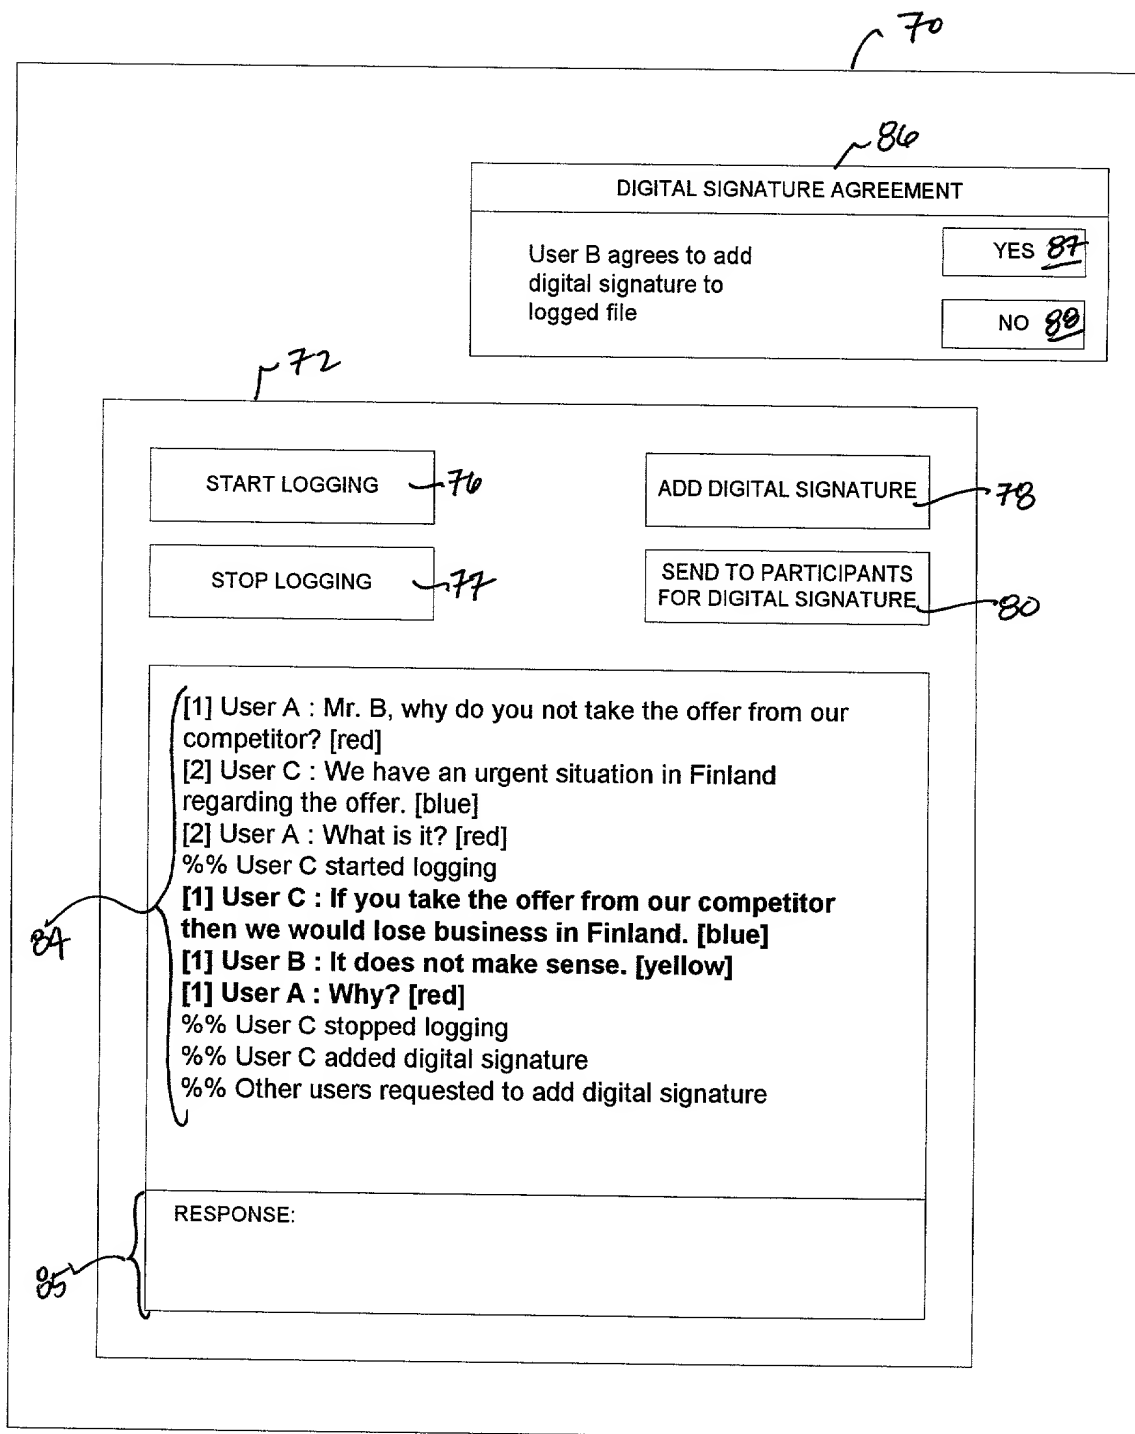 70
86
DIGITAL SIGNATURE AGREEMENT
User B agrees to add
digital signature to
logged file
YES 87
NO 88
72
START LOGGING 76
ADD DIGITAL SIGNATURE 78
STOP LOGGING 77
SEND TO PARTICIPANTS
FOR DIGITAL SIGNATURE 80
[1] User A : Mr. B, why do you not take the offer from our
competitor? [red]
[2] User C : We have an urgent situation in Finland
regarding the offer. [blue]
[2] User A : What is it? [red]
%% User C started logging
[1] User C : If you take the offer from our competitor
then we would lose business in Finland. [blue]
[1] User B : It does not make sense. [yellow]
[1] User A : Why? [red]
%% User C stopped logging
%% User C added digital signature
%% Other users requested to add digital signature
84
RESPONSE:
85